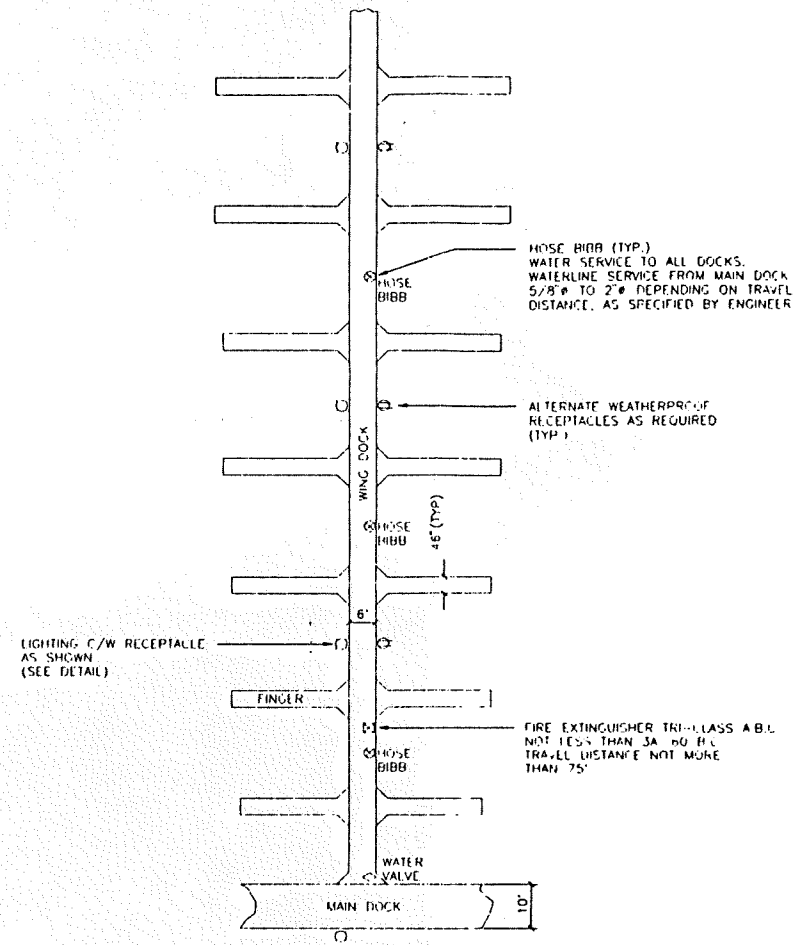 HOSE BIBB (TYP.)
WATER SERVICE TO ALL DOCKS.
WATERLINE SERVICE FROM MAIN DOCK
5/8"ø TO 2"ø DEPENDING ON TRAVEL
DISTANCE, AS SPECIFIED BY ENGINEER
HOSE
BIBB
ALTERNATE WEATHERPROOF
RECEPTACLES AS REQUIRED
(TYP.)
WING DOCK
HOSE
BIBB
46"(TYP)
6'
LIGHTING C/W RECEPTACLE
AS SHOWN
(SEE DETAIL)
FINGER
FIRE EXTINGUISHER TRI-CLASS A.B.C.
NOT LESS THAN 3A
TRAVEL DISTANCE NOT MORE
THAN 75'
HOSE
BIBB
WATER
VALVE
MAIN DOCK
10'